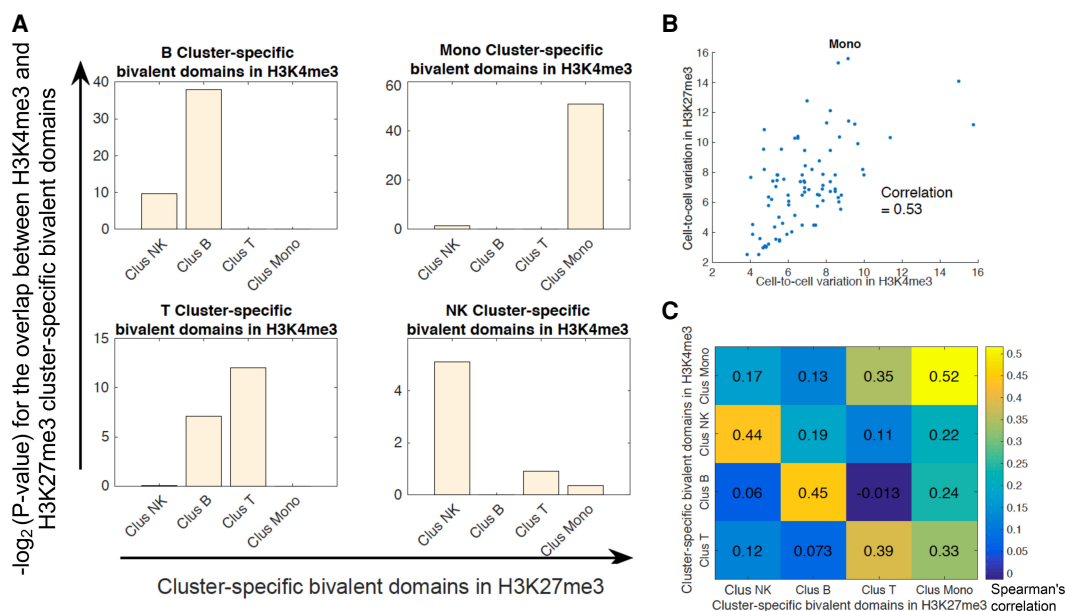 A
-log2 (P-value) for the overlap between H3K4me3 and
H3K27me3 cluster-specific bivalent domains
B Cluster-specific
bivalent domains in H3K4me3
40
30
20
10
0
Clus NK
Clus B
Clus T
Clus Mono
Mono Cluster-specific
bivalent domains in H3K4me3
60
40
20
0
Clus NK
Clus B
Clus T
Clus Mono
T Cluster-specific
bivalent domains in H3K4me3
15
10
5
0
Clus NK
Clus B
Clus T
Clus Mono
NK Cluster-specific
bivalent domains in H3K4me3
4
2
0
Clus NK
Clus B
Clus T
Clus Mono
Cluster-specific bivalent domains in H3K27me3
B
Mono
Cell-to-cell variation in H3K27me3
16
14
12
10
8
6
4
2
Correlation
= 0.53
2 4 6 8 10 12 14 16
Cell-to-cell variation in H3K4me3
C
Cluster-specific bivalent domains in H3K4me3
Clus Mono
0.17 0.13 0.35 0.52
Clus NK
0.44 0.19 0.11 0.22
Clus B
0.06 0.45 -0.013 0.24
Clus T
0.12 0.073 0.39 0.33
Clus NK Clus B Clus T Clus Mono
Cluster-specific bivalent domains in H3K27me3
0.5
0.45
0.4
0.35
0.3
0.25
0.2
0.15
0.1
0.05
0
Spearman's
correlation